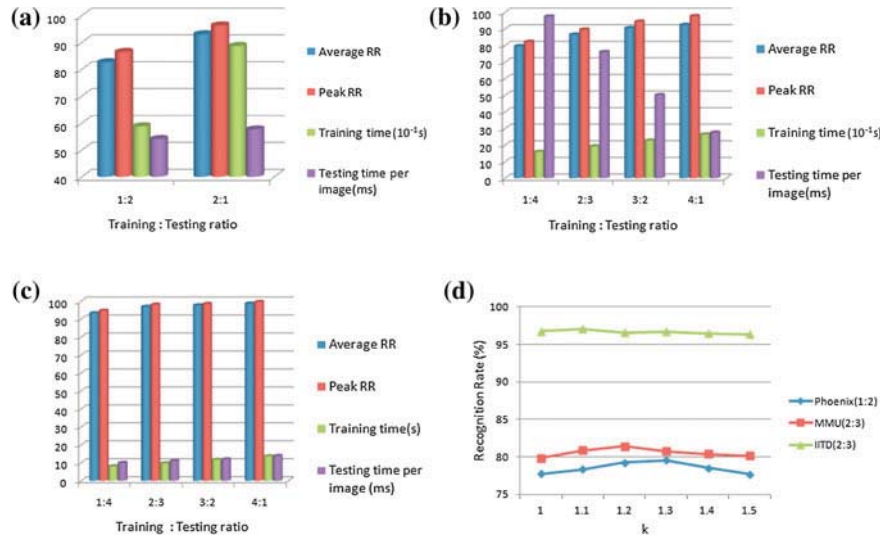 (a)
100
90
80
70
60
50
40
1:2
2:1
Training : Testing ratio
Average RR
Peak RR
Training time (10⁻¹s)
Testing time per
image(ms)
(b)
100
90
80
70
60
50
40
30
20
10
0
1:4
2:3
3:2
4:1
Training : Testing ratio
Average RR
Peak RR
Training time (10⁻¹s)
Testing time per
image(ms)
(c)
100
90
80
70
60
50
40
30
20
10
0
1:4
2:3
3:2
4:1
Training : Testing ratio
Average RR
Peak RR
Training time(s)
Testing time per
image (ms)
(d)
Recognition Rate (%)
100
95
90
85
80
75
1
1.1
1.2
1.3
1.4
1.5
k
Phoenix(1:2)
MMU(2:3)
IITD(2:3)